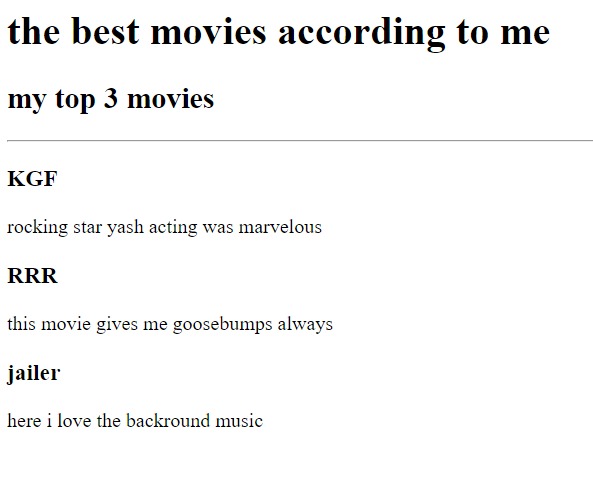 the best movies according to me
my top 3 movies
KGF
rocking star yash acting was marvelous
RRR
this movie gives me goosebumps always
jailer
here i love the backround music